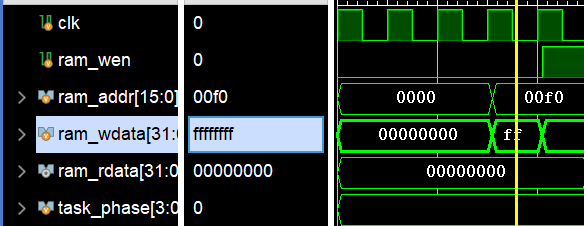 clk 0
ram_wen 0
ram_addr[15:0] 00f0 0000 00f0
ram_wdata[31:0 ffffffff 00000000 ff
ram_rdata[31:0 00000000 00000000
task_phase[3:0 0